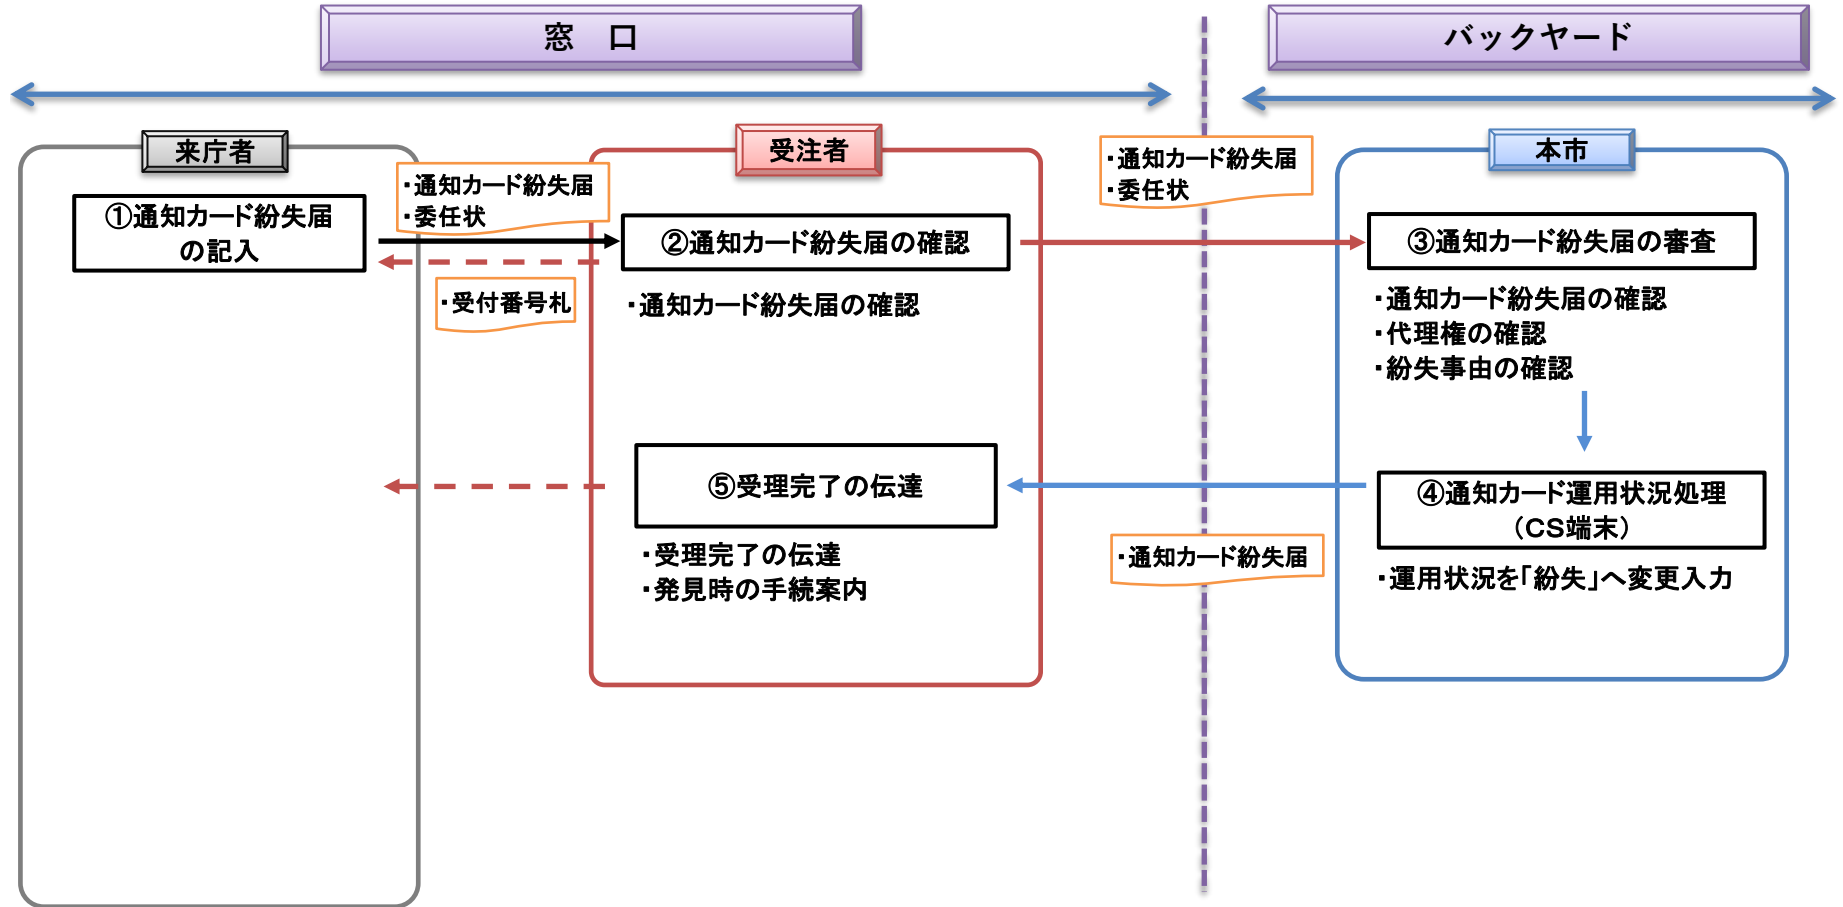 窓　口
バックヤード
来庁者
受注者
本市
①通知カード紛失届
の記入
・通知カード紛失届
・委任状
・受付番号札
②通知カード紛失届の確認
・通知カード紛失届の確認
・通知カード紛失届
・委任状
③通知カード紛失届の審査
・通知カード紛失届の確認
・代理権の確認
・紛失事由の確認
④通知カード運用状況処理
（CS端末）
・運用状況を「紛失」へ変更入力
・通知カード紛失届
⑤受理完了の伝達
・受理完了の伝達
・発見時の手続案内